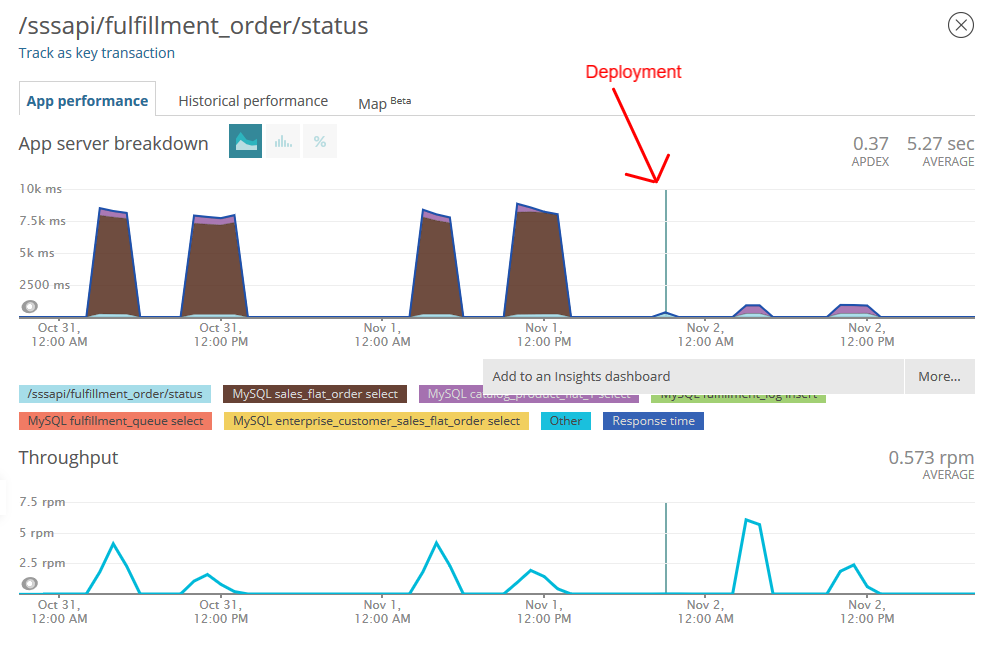 /sssapi/fulfillment_order/status
Track as key transaction
Deployment
App performance Historical performance Map Beta
App server breakdown % 0.37 5.27 sec
APDEX AVERAGE
10k ms
7.5k ms
5k ms
2500 ms
Oct 31, Oct 31, Nov 1, Nov 1, Nov 2, Nov 2,
12:00 AM 12:00 PM 12:00 AM 12:00 PM 12:00 AM 12:00 PM
Add to an Insights dashboard More...
/sssapi/fulfillment_order/status MySQL sales_flat_order select MySQL catalog_product_flat_1 select MySQL fulfillment_log insert
MySQL fulfillment_queue select MySQL enterprise_customer_sales_flat_order select Other Response time
Throughput 0.573 rpm
AVERAGE
7.5 rpm
5 rpm
2.5 rpm
Oct 31, Oct 31, Nov 1, Nov 1, Nov 2, Nov 2,
12:00 AM 12:00 PM 12:00 AM 12:00 PM 12:00 AM 12:00 PM